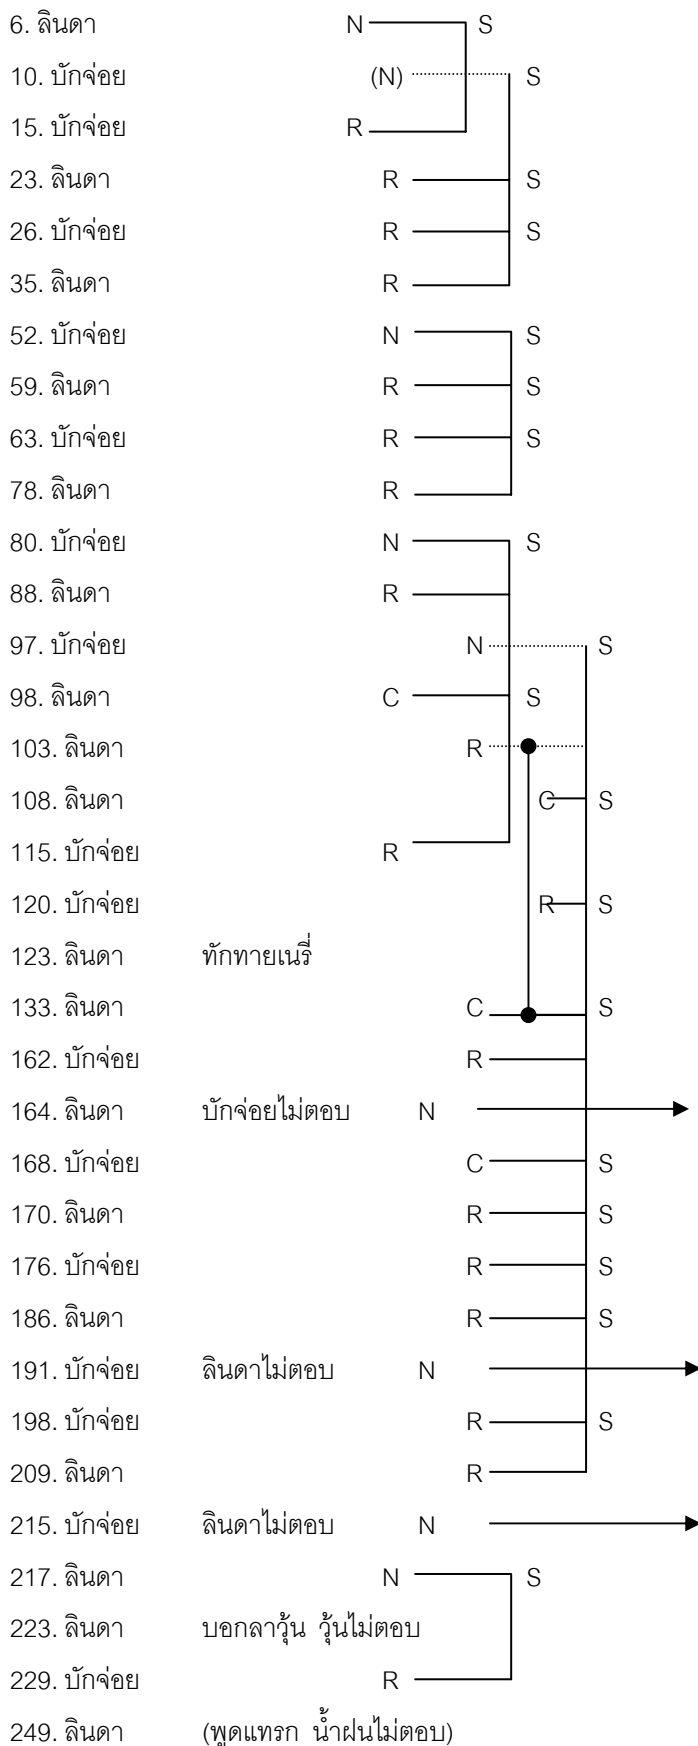 6. ลินดา N S
10. บักจ่อย (N) S
15. บักจ่อย R
23. ลินดา R S
26. บักจ่อย R S
35. ลินดา R
52. บักจ่อย N S
59. ลินดา R S
63. บักจ่อย R S
78. ลินดา R
80. บักจ่อย N S
88. ลินดา R
97. บักจ่อย N S
98. ลินดา C S
103. ลินดา R
108. ลินดา C S
115. บักจ่อย R
120. บักจ่อย R S
123. ลินดา ทักทายเนรี่
133. ลินดา C S
162. บักจ่อย R
164. ลินดา บักจ่อยไม่ตอบ N
168. บักจ่อย C S
170. ลินดา R S
176. บักจ่อย R S
186. ลินดา R S
191. บักจ่อย ลินดาไม่ตอบ N
198. บักจ่อย R S
209. ลินดา R
215. บักจ่อย ลินดาไม่ตอบ N
217. ลินดา N S
223. ลินดา บอกลาวุ้น วุ้นไม่ตอบ
229. บักจ่อย R
249. ลินดา (พูดแทรก น้ำฝนไม่ตอบ)